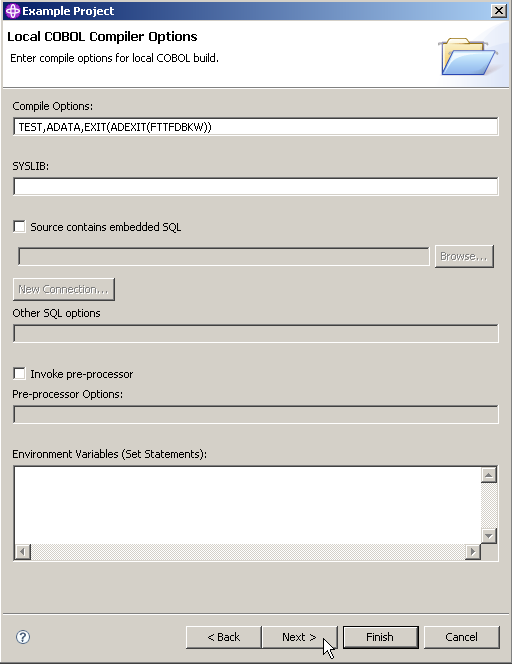 Example Project
Local COBOL Compiler Options
Enter compile options for local COBOL build.
Compile Options:
TEST,ADATA,EXIT(ADEXIT(FTTFDBKW))
SYSLIB:
Source contains embedded SQL
Browse...
New Connection...
Other SQL options
Invoke pre-processor
Pre-processor Options:
Environment Variables (Set Statements):
? < Back Next > Finish Cancel